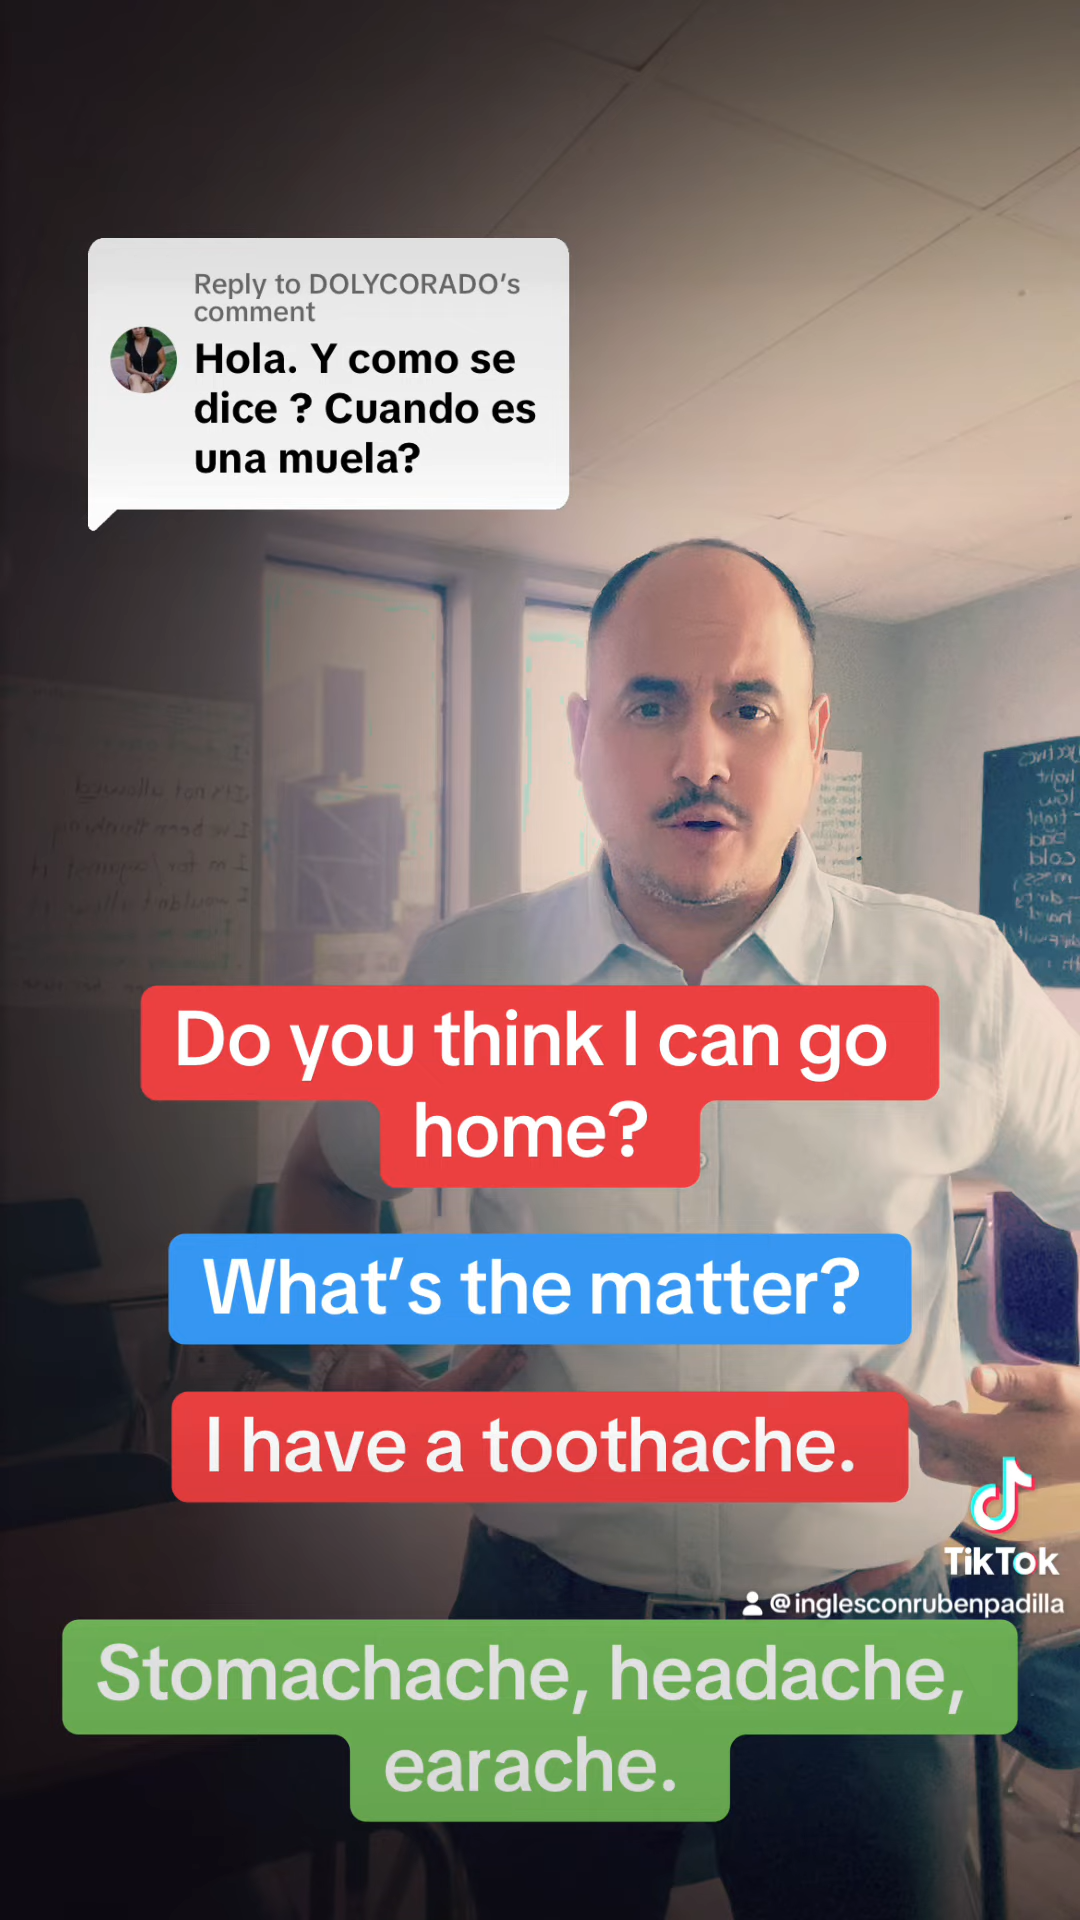 Reply to DOLYCORADO's
comment
Hola. Y como se
dice ? Cuando es
una muela?
Do you think I can go
home?
What's the matter?
I have a toothache.
TikTok
@inglesconrubenpadilla
Stomachache, headache,
earache.